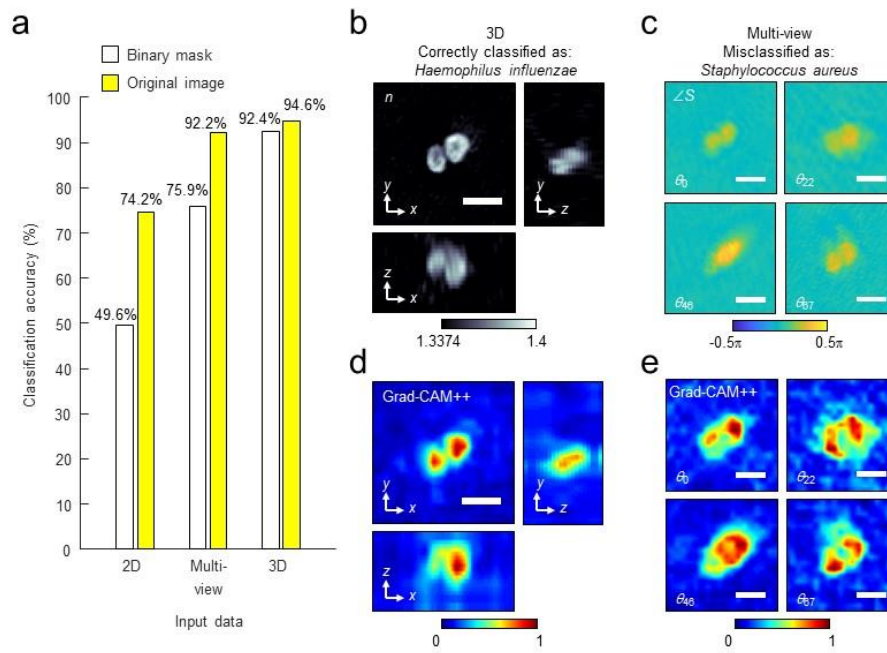 a
Binary mask
Original image
Classification accuracy (%)
100
90
80
70
60
50
40
30
20
10
0
49.6%
74.2%
75.9%
92.2%
92.4%
94.6%
2D
Multi-
view
3D
Input data
b
3D
Correctly classified as:
Haemophilus influenzae
n
y
x
y
z
z
x
1.3374
1.4
c
Multi-view
Misclassified as:
Staphylococcus aureus
∠S
θ0
θ22
θ46
θ67
-0.5π
0.5π
d
Grad-CAM++
y
x
y
z
z
x
0
1
e
Grad-CAM++
θ0
θ22
θ46
θ67
0
1